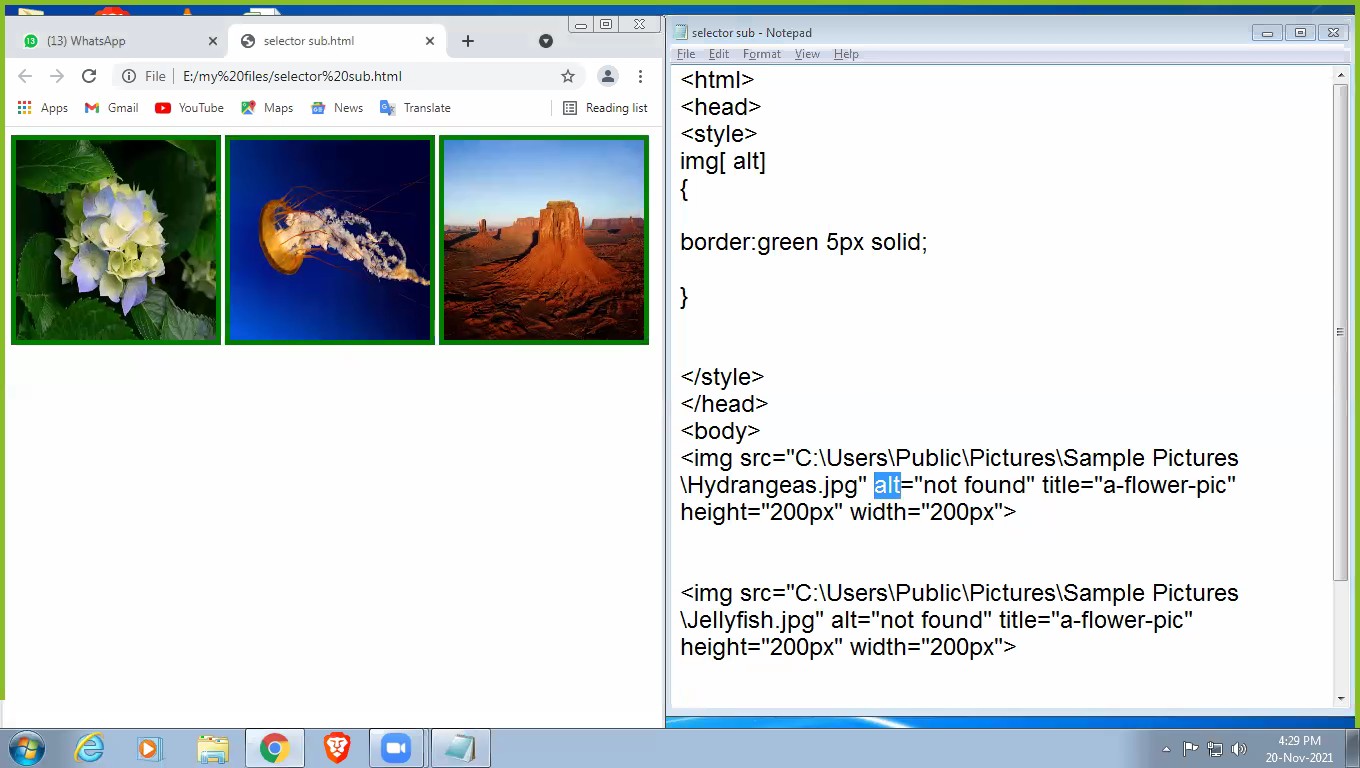 (13) WhatsApp
selector sub.html
File
E:/my%20files/selector%20sub.html
Apps
Gmail
YouTube
Maps
News
Translate
Reading list
selector sub - Notepad
File Edit Format View Help
<html>
<head>
<style>
img[ alt]
{
border:green 5px solid;
}
</style>
</head>
<body>
<img src="C:\Users\Public\Pictures\Sample Pictures
\Hydrangeas.jpg" alt="not found" title="a-flower-pic"
height="200px" width="200px">
<img src="C:\Users\Public\Pictures\Sample Pictures
\Jellyfish.jpg" alt="not found" title="a-flower-pic"
height="200px" width="200px">
4:29 PM
20-Nov-2021